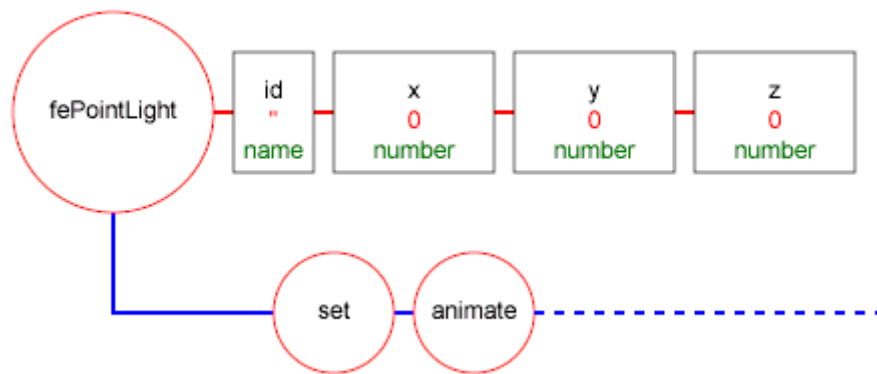 fePointLight
id
"
name
x
0
number
y
0
number
z
0
number
set
animate